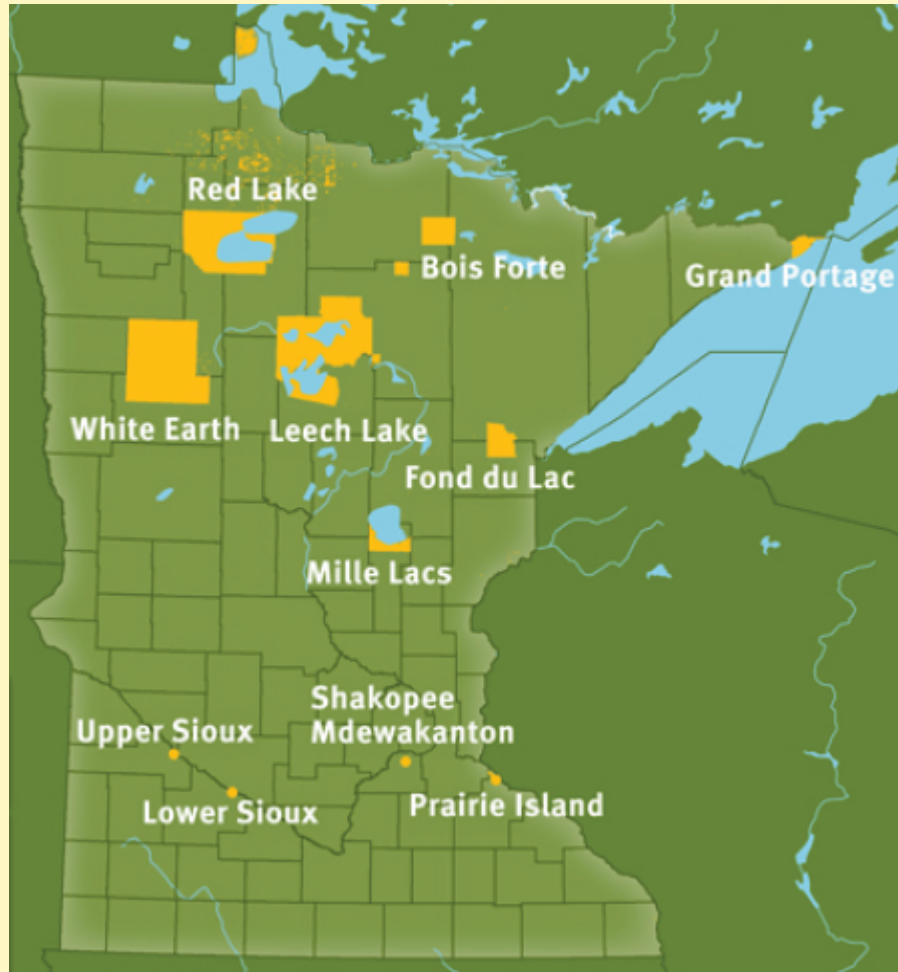 Red Lake
Bois Forte
Grand Portage
White Earth
Leech Lake
Fond du Lac
Mille Lacs
Shakopee
Mdewakanton
Upper Sioux
Lower Sioux
Prairie Island